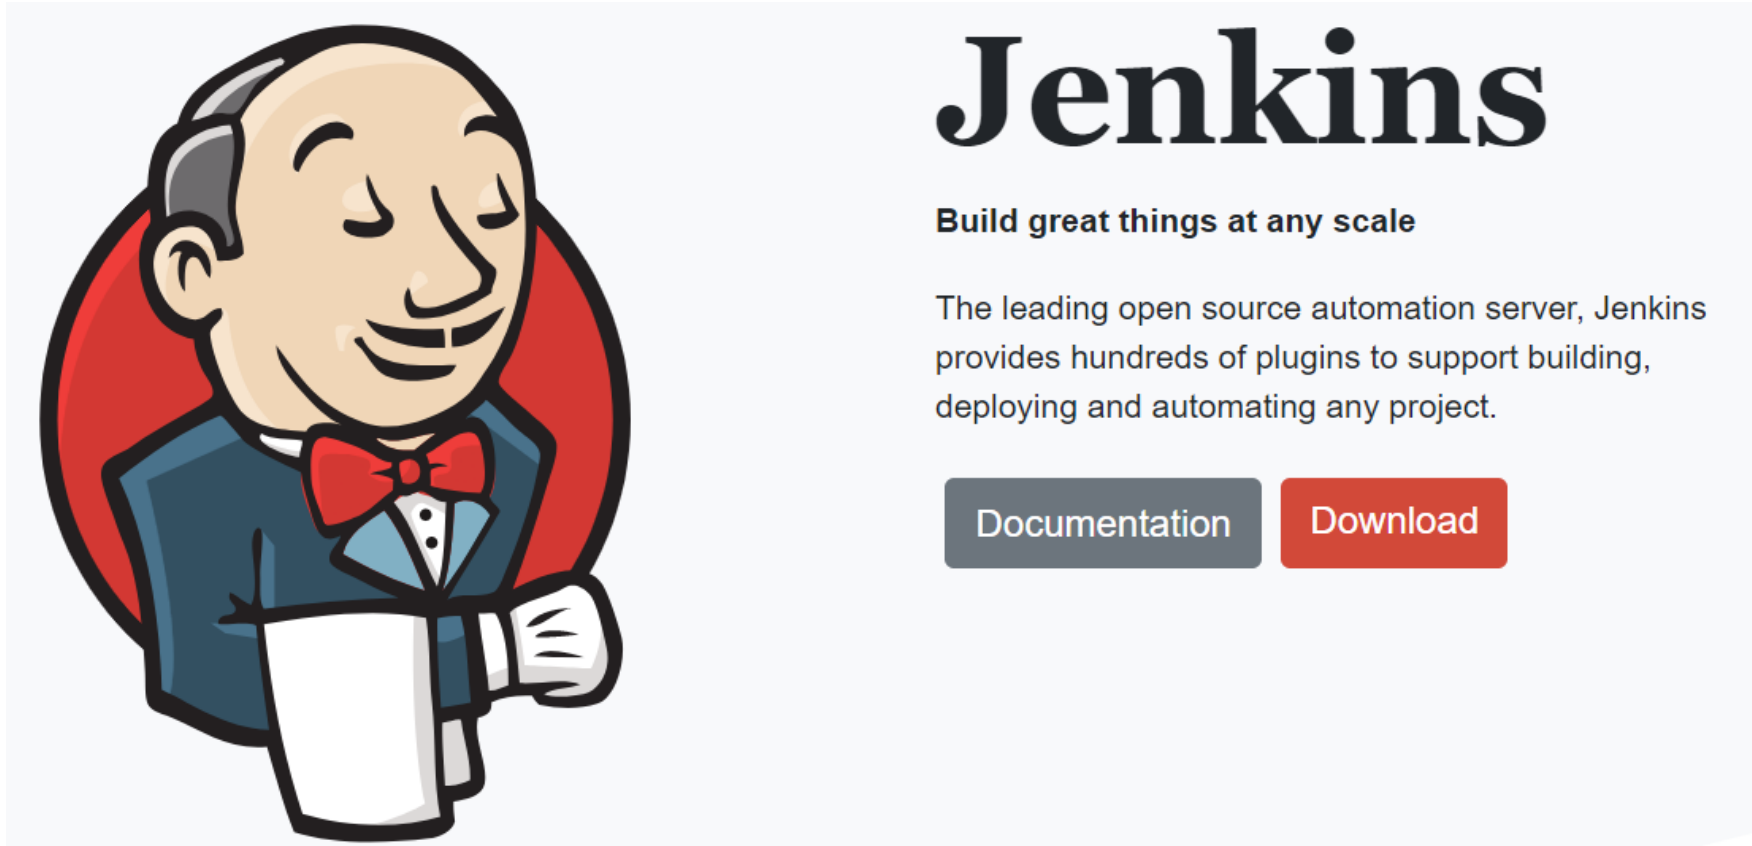 Jenkins
Build great things at any scale
The leading open source automation server, Jenkins
provides hundreds of plugins to support building,
deploying and automating any project.
Documentation
Download